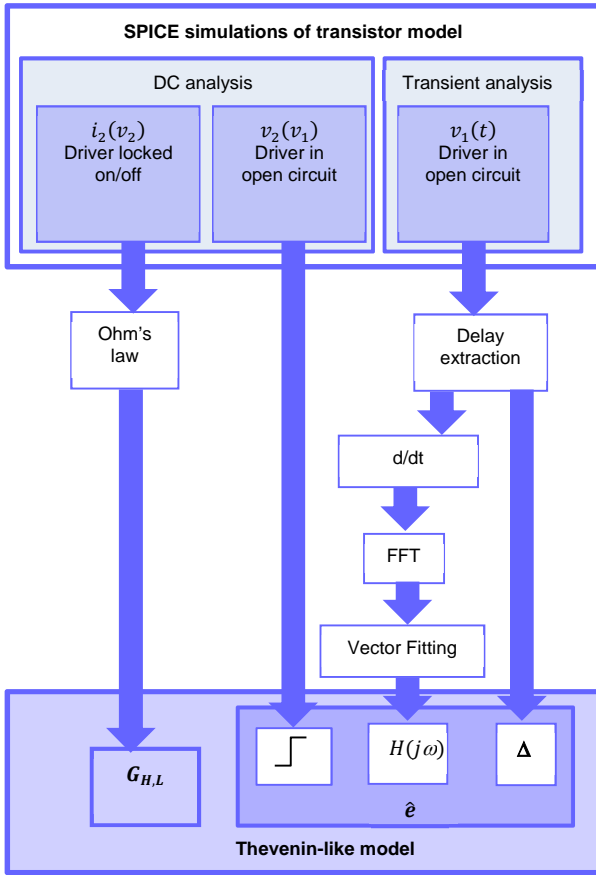 SPICE simulations of transistor model
DC analysis
Transient analysis
i₂(v₂)
Driver locked
on/off
v₂(v₁)
Driver in
open circuit
v₁(t)
Driver in
open circuit
Ohm's
law
Delay
extraction
d/dt
FFT
Vector Fitting
G_{H,L}
H(jω)
Δ
ê
Thevenin-like model